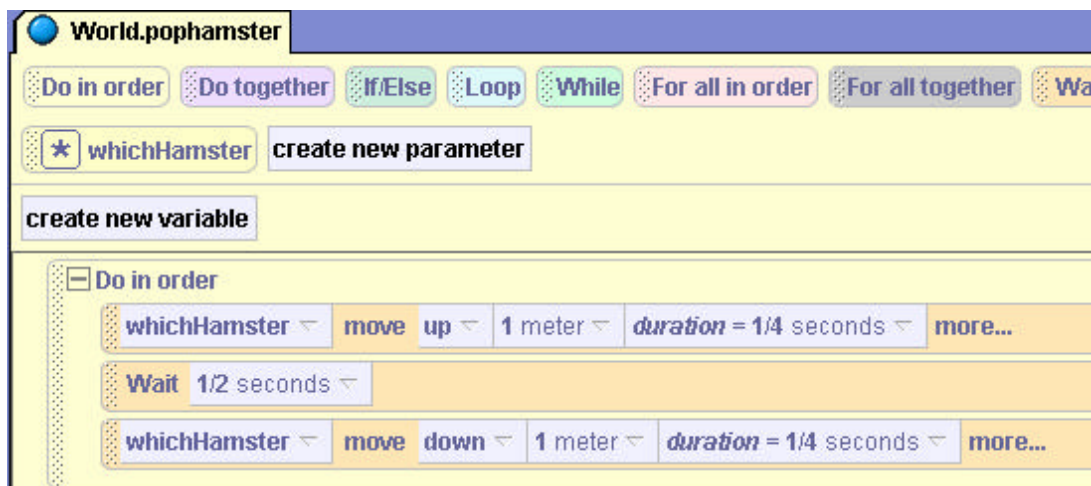 World.pophamster
Do in order Do together If/Else Loop While For all in order For all together
* whichHamster create new parameter
create new variable
Do in order
whichHamster move up 1 meter duration = 1/4 seconds more...
Wait 1/2 seconds
whichHamster move down 1 meter duration = 1/4 seconds more...